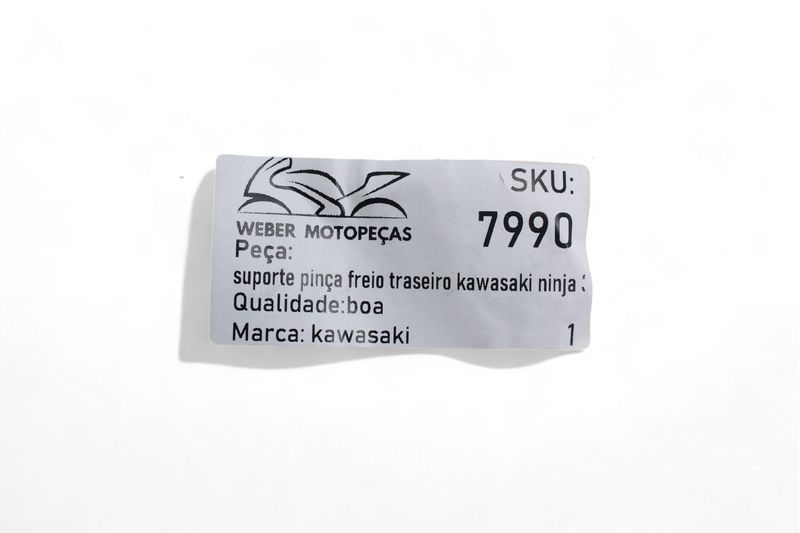 SKU:
7990
WEBER MOTOPEÇAS
Peça:
suporte pinça freio traseiro kawasaki ninja
Qualidade:boa
Marca: kawasaki
1